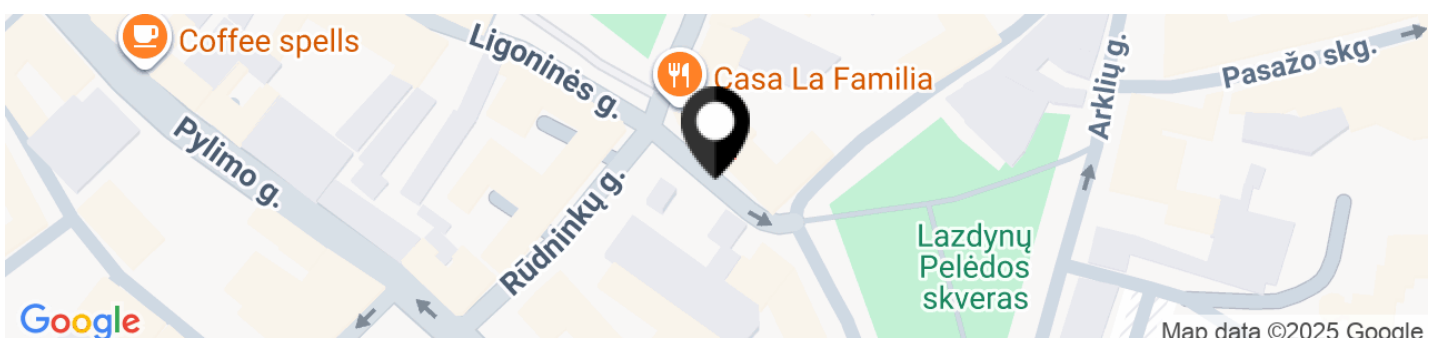 Coffee spells
Ligoninės g.
Casa La Familia
Arklių g.
Pasažo skg.
Pylimo g.
Rūdninkų g.
Lazdynų
Pelėdos
skveras
Google
Map data ©2025 Google